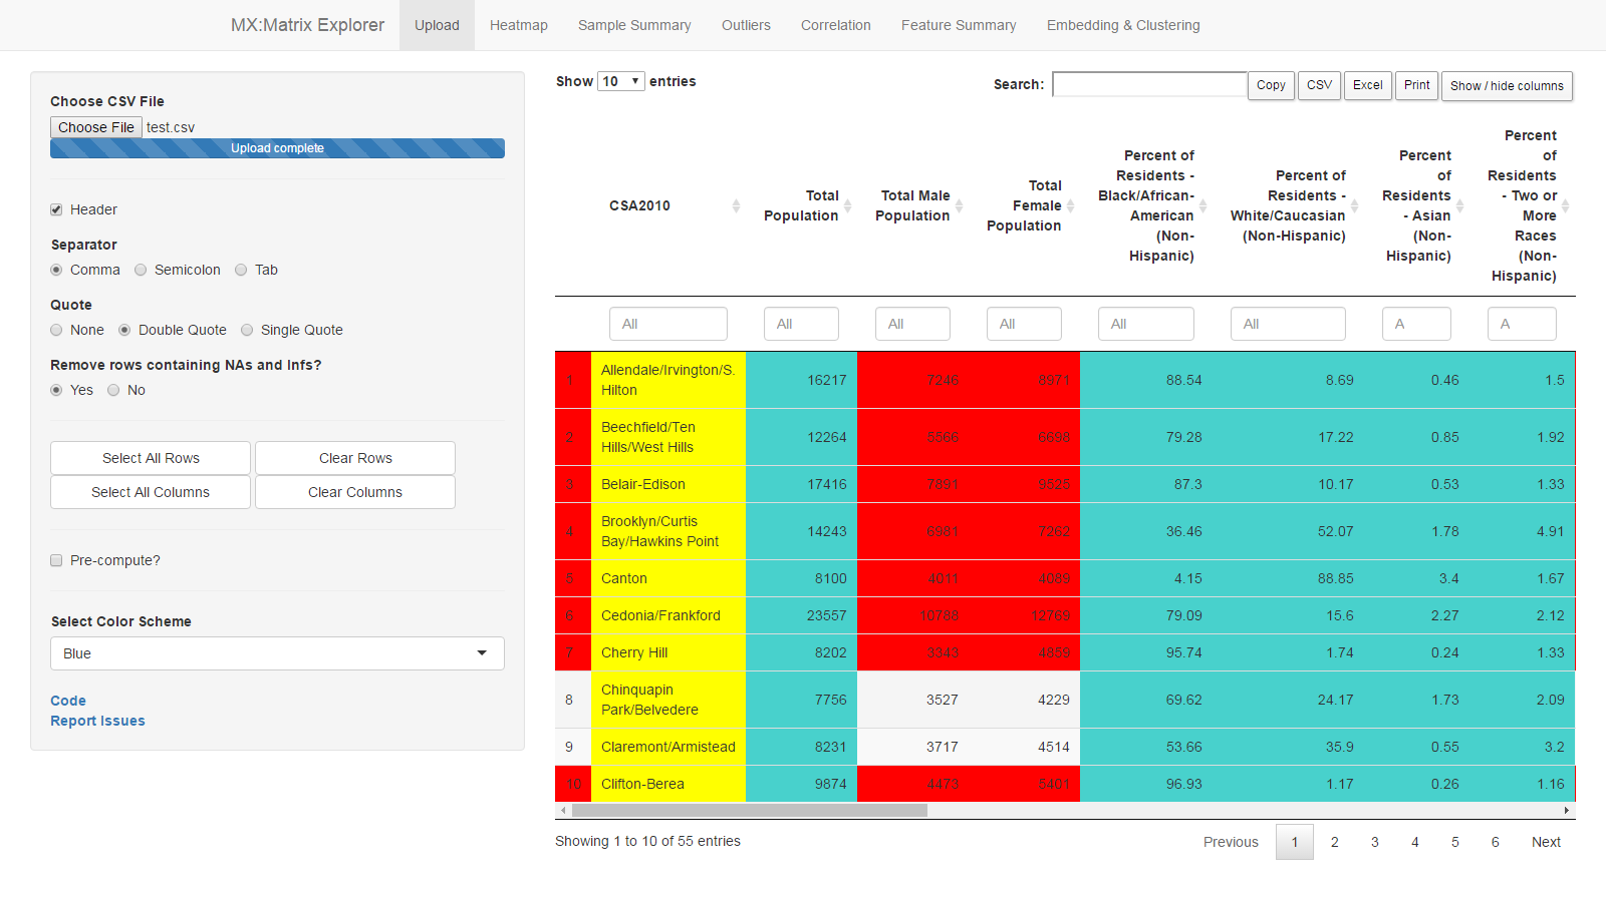 MX:Matrix Explorer Upload Heatmap Sample Summary Outliers Correlation Feature Summary Embedding & Clustering
Choose CSV File
Choose File test.csv
Upload complete
Header
Separator
Comma Semicolon Tab
Quote
None Double Quote Single Quote
Remove rows containing NAs and Infs?
Yes No
Select All Rows Clear Rows
Select All Columns Clear Columns
Pre-compute?
Select Color Scheme
Blue
Code
Report Issues
Show 10 entries
Search: Copy CSV Excel Print Show / hide columns
CSA2010
Total
Population
Total Male
Population
Total
Female
Population
Percent of
Residents -
Black/African-
American
(Non-
Hispanic)
Percent of
Residents -
White/Caucasian
(Non-Hispanic)
Percent
of
Residents
- Asian
(Non-
Hispanic)
Percent
of
Residents
- Two or
More
Races
(Non-
Hispanic)
All All All All All All A A
1 Allendale/Irvington/S.
Hilton 16217 7246 8971 88.54 8.69 0.46 1.5
2 Beechfield/Ten
Hills/West Hills 12264 5566 6698 79.28 17.22 0.85 1.92
3 Belair-Edison 17416 7891 9525 87.3 10.17 0.53 1.33
4 Brooklyn/Curtis
Bay/Hawkins Point 14243 6981 7262 36.46 52.07 1.78 4.91
5 Canton 8100 4011 4089 4.15 88.85 3.4 1.67
6 Cedonia/Frankford 23557 10788 12769 79.09 15.6 2.27 2.12
7 Cherry Hill 8202 3343 4859 95.74 1.74 0.24 1.33
8 Chinquapin
Park/Belvedere 7756 3527 4229 69.62 24.17 1.73 2.09
9 Claremont/Armistead 8231 3717 4514 53.66 35.9 0.55 3.2
10 Clifton-Berea 9874 4473 5401 96.93 1.17 0.26 1.16
Showing 1 to 10 of 55 entries
Previous 1 2 3 4 5 6 Next